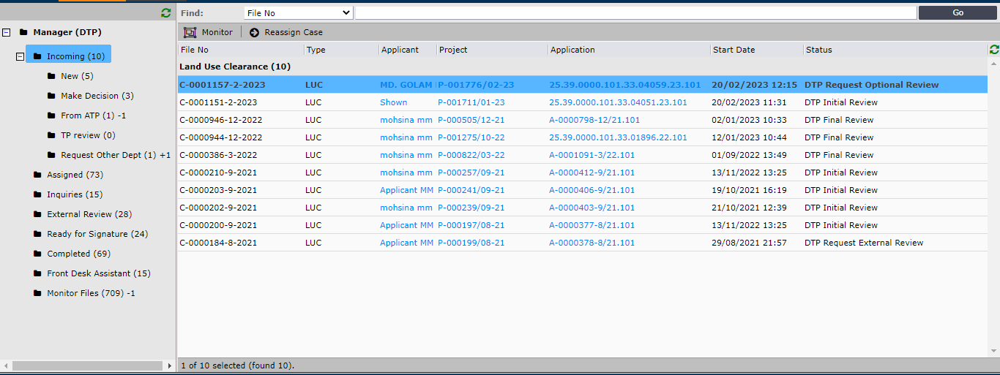 Find: File No Go
Monitor Reassign Case
Manager (DTP)
Incoming (10)
New (5)
Make Decision (3)
From ATP (1) -1
TP review (0)
Request Other Dept (1) +1
Assigned (73)
Inquiries (15)
External Review (28)
Ready for Signature (24)
Completed (69)
Front Desk Assistant (15)
Monitor Files (709) -1
File No Type Applicant Project Application Start Date Status
Land Use Clearance (10)
C-0001157-2-2023 LUC MD. GOLAM P-001776/02-23 25.39.0000.101.33.04059.23.101 20/02/2023 12:15 DTP Request Optional Review
C-0001151-2-2023 LUC Shown P-001711/01-23 25.39.0000.101.33.04051.23.101 20/02/2023 11:31 DTP Initial Review
C-0000946-12-2022 LUC mohsina mm P-000505/12-21 A-0000798-12/21.101 02/01/2023 10:33 DTP Final Review
C-0000944-12-2022 LUC mohsina mm P-001275/10-22 25.39.0000.101.33.01896.22.101 12/01/2023 10:44 DTP Final Review
C-0000386-3-2022 LUC mohsina mm P-000822/03-22 A-0001091-3/22.101 01/09/2022 13:49 DTP Final Review
C-0000210-9-2021 LUC mohsina mm P-000257/09-21 A-0000412-9/21.101 13/11/2022 13:25 DTP Initial Review
C-0000203-9-2021 LUC Applicant MM P-000241/09-21 A-0000406-9/21.101 19/10/2021 16:19 DTP Initial Review
C-0000202-9-2021 LUC mohsina mm P-000239/09-21 A-0000403-9/21.101 21/10/2021 12:39 DTP Initial Review
C-0000200-9-2021 LUC Applicant MM P-000197/08-21 A-0000377-8/21.101 13/11/2022 13:25 DTP Initial Review
C-0000184-8-2021 LUC Applicant MM P-000199/08-21 A-0000378-8/21.101 29/08/2021 21:57 DTP Request External Review
1 of 10 selected (found 10).